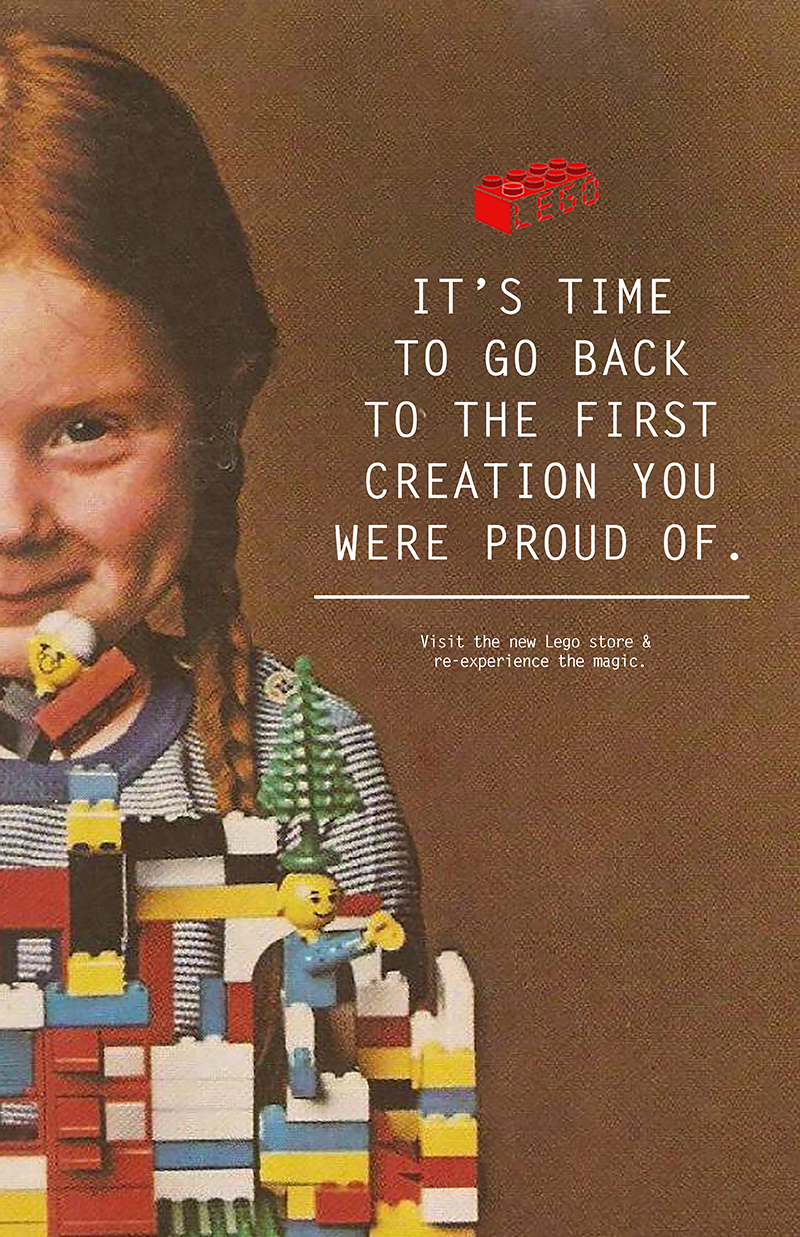 LEGO
IT’S TIME
TO GO BACK
TO THE FIRST
CREATION YOU
WERE PROUD OF.
Visit the new Lego store &
re-experience the magic.